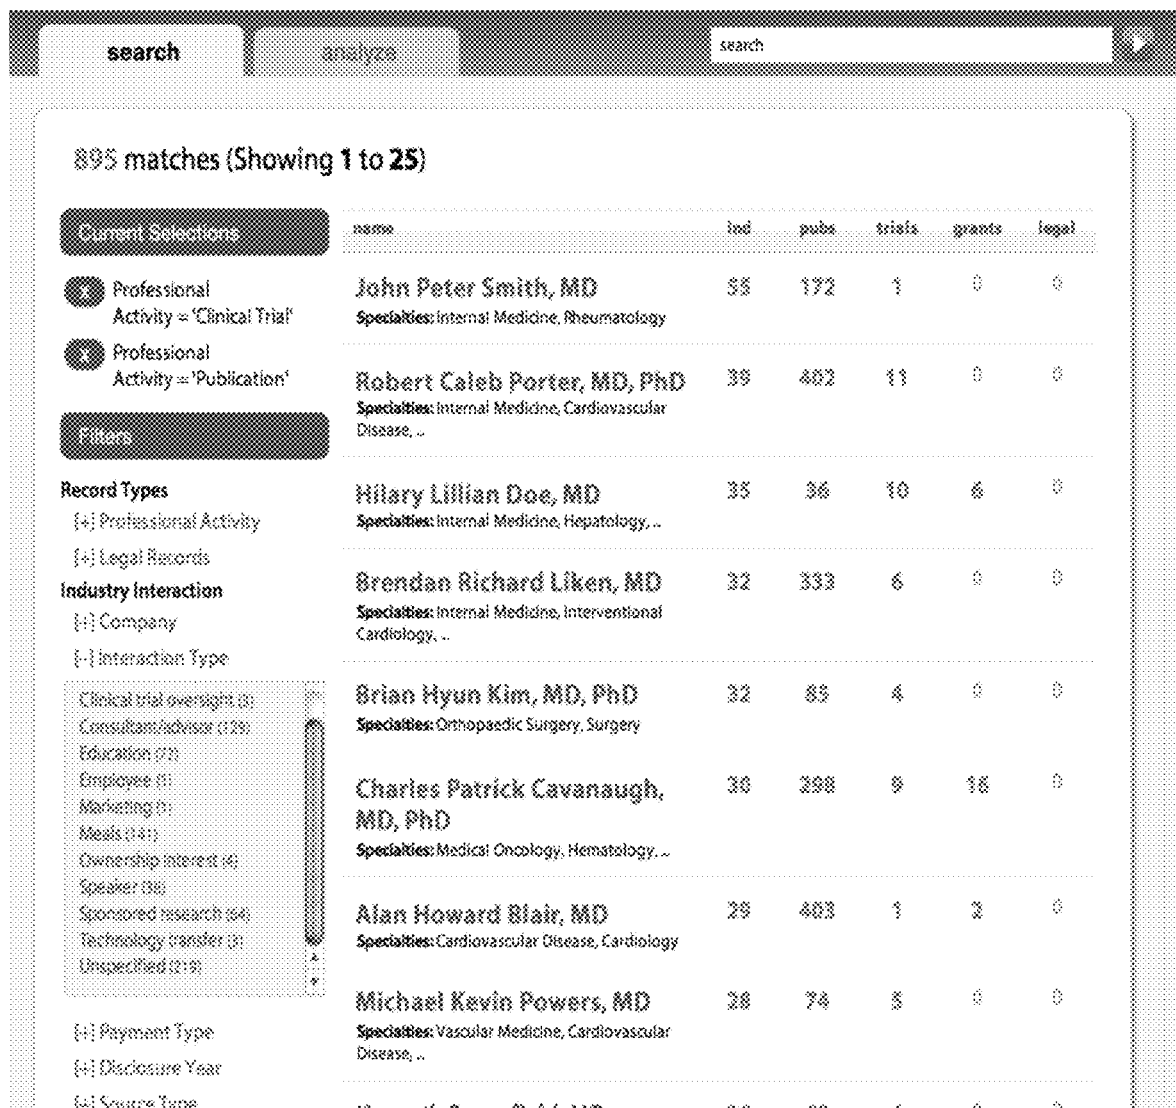 search
analyze
search
895 matches (Showing 1 to 25)
Current Selections
x Professional
Activity = 'Clinical Trial'
x Professional
Activity = 'Publication'
Filters
Record Types
[+] Professional Activity
[+] Legal Records
Industry Interaction
[+] Company
[-] Interaction Type
Clinical trial oversight (3)
Consultant/advisor (129)
Education (72)
Employee (1)
Marketing (1)
Meals (141)
Ownership interest (4)
Speaker (38)
Sponsored research (64)
Technology transfer (3)
Unspecified (219)
[+] Payment Type
[+] Disclosure Year
[+] Source Type
name ind pubs trials grants legal
John Peter Smith, MD 55 172 1 0 0
Specialties: Internal Medicine, Rheumatology
Robert Caleb Porter, MD, PhD 39 402 11 0 0
Specialties: Internal Medicine, Cardiovascular
Disease, ..
Hilary Lillian Doe, MD 35 36 10 6 0
Specialties: Internal Medicine, Hepatology, ..
Brendan Richard Liken, MD 32 333 6 0 0
Specialties: Internal Medicine, Interventional
Cardiology, ..
Brian Hyun Kim, MD, PhD 32 85 4 0 0
Specialties: Orthopaedic Surgery, Surgery
Charles Patrick Cavanaugh, 30 298 9 16 0
MD, PhD
Specialties: Medical Oncology, Hematology, ..
Alan Howard Blair, MD 29 403 1 2 0
Specialties: Cardiovascular Disease, Cardiology
Michael Kevin Powers, MD 28 74 5 0 0
Specialties: Vascular Medicine, Cardiovascular
Disease, ..